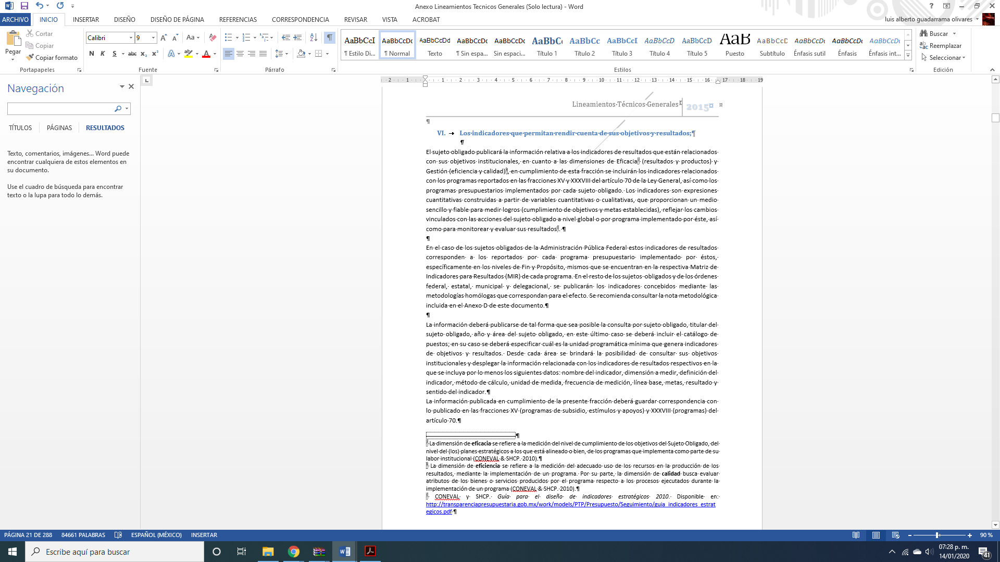 Anexo Lineamientos Tecnicos Generales (Solo lectura) - Word
ARCHIVO INICIO INSERTAR DISEÑO DISEÑO DE PÁGINA REFERENCIAS CORRESPONDENCIA REVISAR VISTA ACROBAT
luis alberto guadarrama olivares
Pegar
Cortar
Copiar
Copiar formato
Portapapeles
Calibri 9
N K S abc x₂ x²
Fuente
Párrafo
AaBbCcI AaBbCcDc AaBbCcDd AaBbCcDc AaBbCcDc AaBbC AaBbCc AaBbCcI AaBbCcD AaBbCcD AaB AaBbCcD AaBbCcDc AaBbCcDc AaBbCcDc
¶ Estilo Di... ¶ Normal Texto ¶ Sin espa... Sin espaci... Título 1 Título 2 Título 3 Título 4 Título 5 Puesto Subtítulo Énfasis sutil Énfasis Énfasis int...
Estilos
Buscar
Reemplazar
Seleccionar
Edición
Navegación
TÍTULOS PÁGINAS RESULTADOS
Texto, comentarios, imágenes... Word puede
encontrar cualquiera de estos elementos en
su documento.
Use el cuadro de búsqueda para encontrar
texto o la lupa para todo lo demás.
2 1 1 2 3 4 5 6 7 8 9 10 11 12 13 14 15 16 17 18 19
Lineamientos Técnicos Generales 2015
VI. Los indicadores que permitan rendir cuenta de sus objetivos y resultados;
El sujeto obligado publicará la información relativa a los indicadores de resultados que están relacionados
con sus objetivos institucionales, en cuanto a las dimensiones de Eficacia (resultados y productos) y
Gestión (eficiencia y calidad), en cumplimiento de esta fracción se incluirán los indicadores relacionados
con los programas reportados en las fracciones XV y XXXVIII del artículo 70 de la Ley General, así como los
programas presupuestarios implementados por cada sujeto obligado. Los indicadores son expresiones
cuantitativas construidas a partir de variables cuantitativas o cualitativas, que proporcionan un medio
sencillo y fiable para medir logros (cumplimiento de objetivos y metas establecidas), reflejar los cambios
vinculados con las acciones del sujeto obligado a nivel global o por programa implementado por éste, así
como para monitorear y evaluar sus resultados.
En el caso de los sujetos obligados de la Administración Pública Federal estos indicadores de resultados
corresponden a los reportados por cada programa presupuestario implementado por éstos,
específicamente en los niveles de Fin y Propósito, mismos que se encuentran en la respectiva Matriz de
Indicadores para Resultados (MIR) de cada programa. En el resto de los sujetos obligados y de los órdenes
federal, estatal, municipal y delegacional, se publicarán los indicadores concebidos mediante las
metodologías homólogas que correspondan para el efecto. Se recomienda consultar la nota metodológica
incluida en el Anexo D de este documento.
La información deberá publicarse de tal forma que sea posible la consulta por sujeto obligado, titular del
sujeto obligado, año y área del sujeto obligado, en este último caso se deberá incluir el catálogo de
puestos; en su caso se deberá especificar cuál es la unidad programática mínima que genera indicadores
de objetivos y resultados. Desde cada área se brindará la posibilidad de consultar sus objetivos
institucionales y desplegar la información relacionada con los indicadores de resultados respectivos en la
que se incluya por lo menos los siguientes datos: nombre del indicador, dimensión a medir, definición del
indicador, método de cálculo, unidad de medida, frecuencia de medición, línea base, metas, resultado y
sentido del indicador.
La información publicada en cumplimiento de la presente fracción deberá guardar correspondencia con
lo publicado en las fracciones XV (programas de subsidio, estímulos y apoyos) y XXXVIII (programas) del
artículo 70.
La dimensión de eficacia se refiere a la medición del nivel de cumplimiento de los objetivos del Sujeto Obligado, del
nivel del (los) planes estratégicos a los que está alineado o bien, de los programas que implementa como parte de su
labor institucional (CONEVAL & SHCP. 2010).
La dimensión de eficiencia se refiere a la medición del adecuado uso de los recursos en la producción de los
resultados, mediante la implementación de un programa. Por su parte, la dimensión de calidad busca evaluar
atributos de los bienes o servicios producidos por el programa respecto a los procesos ejecutados durante la
implementación de un programa (CONEVAL & SHCP. 2010).
CONEVAL y SHCP. Guía para el diseño de indicadores estratégicos 2010. Disponible en:
http://transparenciapresupuestaria.gob.mx/work/models/PTP/Presupuesto/Seguimiento/guia_indicadores_estrat
egicos.pdf
PÁGINA 21 DE 288 84661 PALABRAS ESPAÑOL (MÉXICO) INSERTAR 90 %
Escribe aquí para buscar
07:28 p. m.
14/01/2020
41